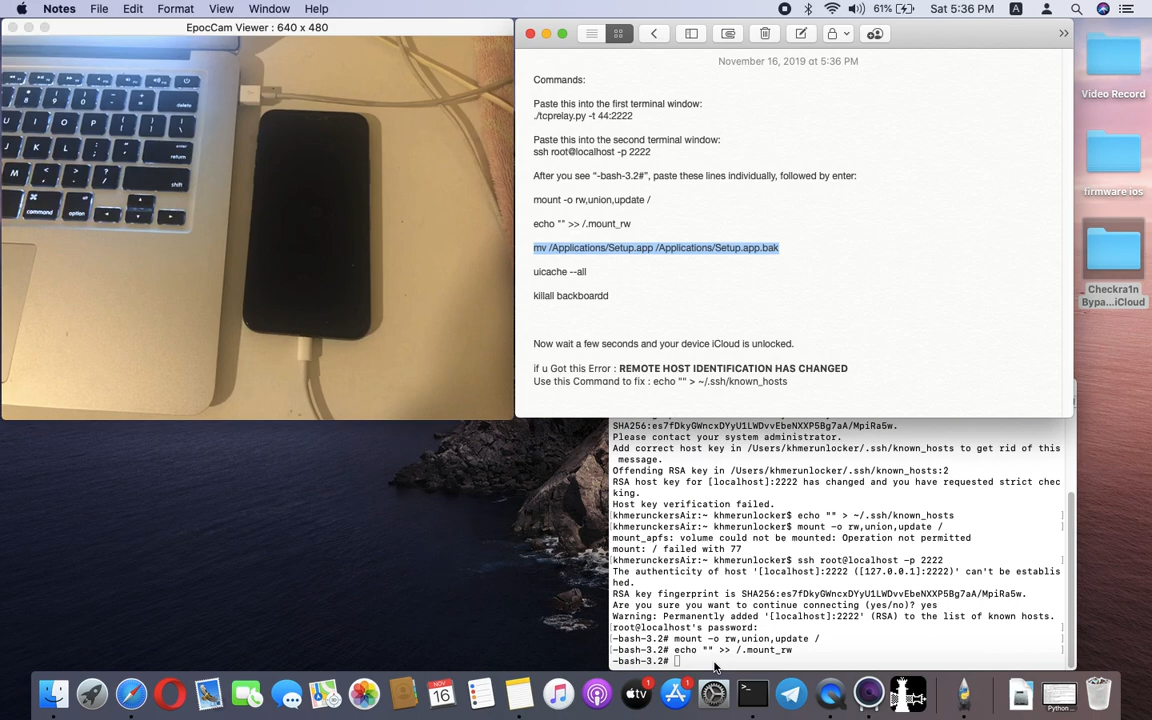 Notes File Edit Format View Window Help
61% Sat 5:36 PM A
EpocCam Viewer : 640 x 480
November 16, 2019 at 5:36 PM
Commands:
Paste this into the first terminal window:
./tcprelay.py -t 44:2222
Paste this into the second terminal window:
ssh root@localhost -p 2222
After you see "-bash-3.2#", paste these lines individually, followed by enter:
mount -o rw,union,update /
echo "" >> /.mount_rw
mv /Applications/Setup.app /Applications/Setup.app.bak
uicache --all
killall backboardd
Now wait a few seconds and your device iCloud is unlocked.
if u Got this Error : REMOTE HOST IDENTIFICATION HAS CHANGED
Use this Command to fix : echo "" > ~/.ssh/known_hosts
Video Record
firmware ios
Checkra1n
Bypa...iCloud
SHA256:es7fDkyGWncxDYyU1LWDvvEbeNXXP5Bg7aA/MpiRa5w.
Please contact your system administrator.
Add correct host key in /Users/khmerunlocker/.ssh/known_hosts to get rid of this
message.
Offending RSA key in /Users/khmerunlocker/.ssh/known_hosts:2
RSA host key for [localhost]:2222 has changed and you have requested strict chec
king.
Host key verification failed.
[khmerunckersAir:~ khmerunlocker$ echo "" > ~/.ssh/known_hosts ]
[khmerunckersAir:~ khmerunlocker$ mount -o rw,union,update / ]
mount_apfs: volume could not be mounted: Operation not permitted
mount: / failed with 77
[khmerunckersAir:~ khmerunlocker$ ssh root@localhost -p 2222 ]
The authenticity of host '[localhost]:2222 ([127.0.0.1]:2222)' can't be establis
hed.
RSA key fingerprint is SHA256:es7fDkyGWncxDYyU1LWDvvEbeNXXP5Bg7aA/MpiRa5w.
Are you sure you want to continue connecting (yes/no)? yes
Warning: Permanently added '[localhost]:2222' (RSA) to the list of known hosts.
[root@localhost's password: ]
[-bash-3.2# mount -o rw,union,update / ]
[-bash-3.2# echo "" >> /.mount_rw ]
-bash-3.2#
delete
return
shift
command option
NOV
16
tv
1
1
Python...